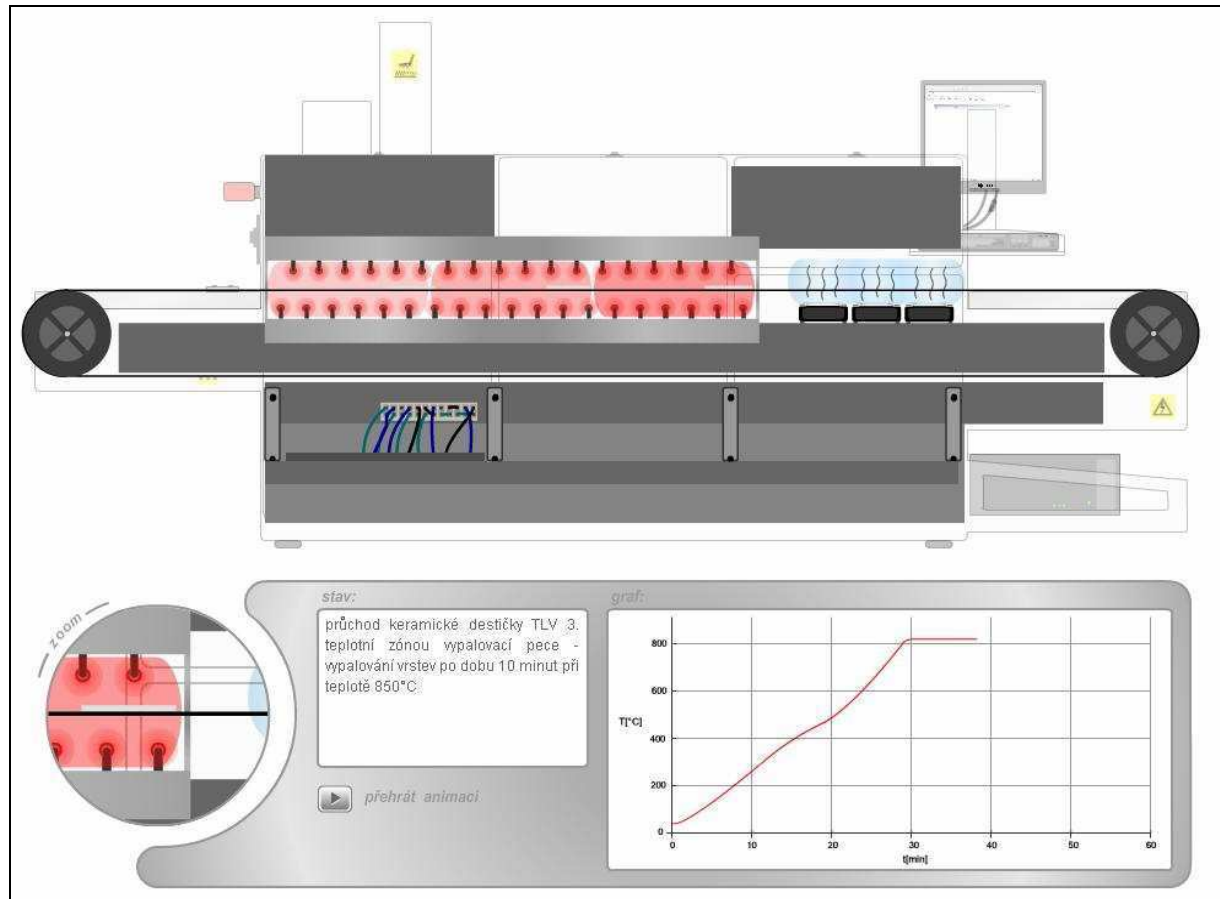 zoom
stav:
průchod keramické destičky TLV 3.
teplotní zónou vypalovací pece -
vypalování vrstev po dobu 10 minut při
teplotě 850°C
přehrát animaci
graf:
T[°C]
800
600
400
200
0
0 10 20 30 40 50 60
t[min]